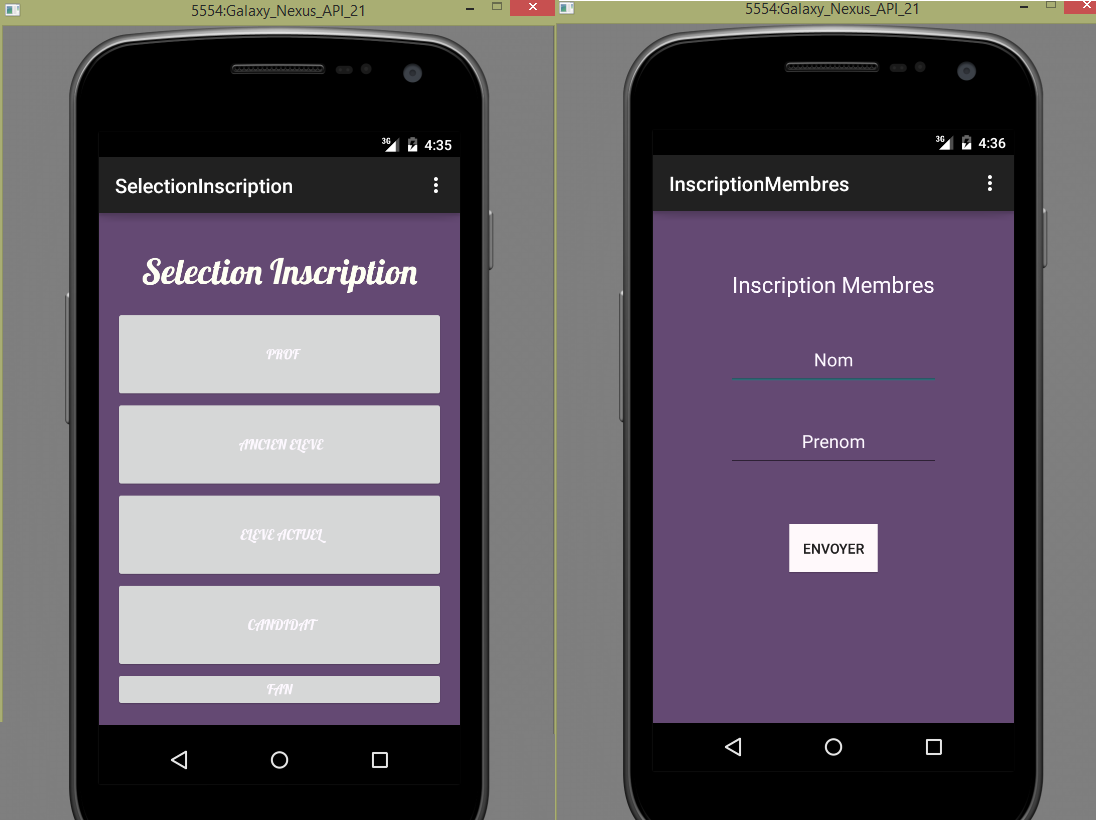 5554:Galaxy_Nexus_API_21
3G 4:35
SelectionInscription
Selection Inscription
PROF
ANCIEN ELEVE
ELEVE ACTUEL
CANDIDAT
FAN
5554:Galaxy_Nexus_API_21
3G 4:36
InscriptionMembres
Inscription Membres
Nom
Prenom
ENVOYER